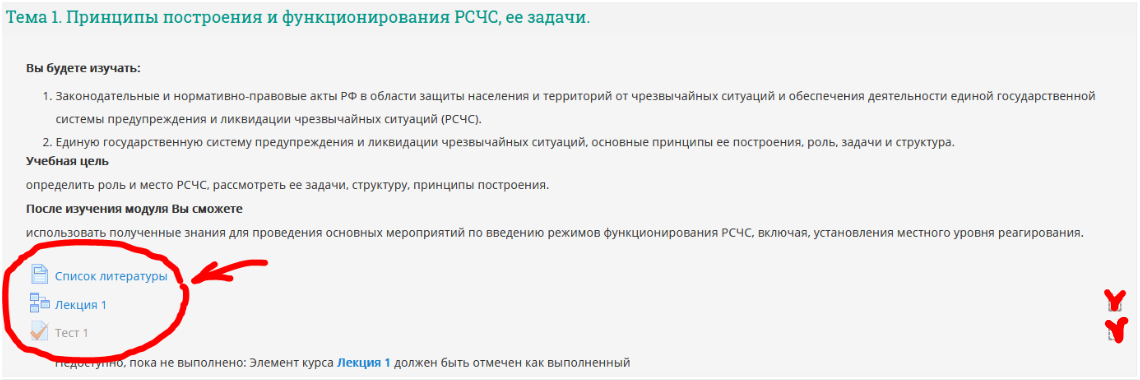 Тема 1. Принципы построения и функционирования РСЧС, ее задачи.
Вы будете изучать:
1. Законодательные и нормативно-правовые акты РФ в области защиты населения и территорий от чрезвычайных ситуаций и обеспечения деятельности единой государственной
системы предупреждения и ликвидации чрезвычайных ситуаций (РСЧС).
2. Единую государственную систему предупреждения и ликвидации чрезвычайных ситуаций, основные принципы ее построения, роль, задачи и структура.
Учебная цель
определить роль и место РСЧС, рассмотреть ее задачи, структуру, принципы построения.
После изучения модуля Вы сможете
использовать полученные знания для проведения основных мероприятий по введению режимов функционирования РСЧС, включая, установления местного уровня реагирования.
Список литературы
Лекция 1
Тест 1
Недоступно, пока не выполнено: Элемент курса Лекция 1 должен быть отмечен как выполненный